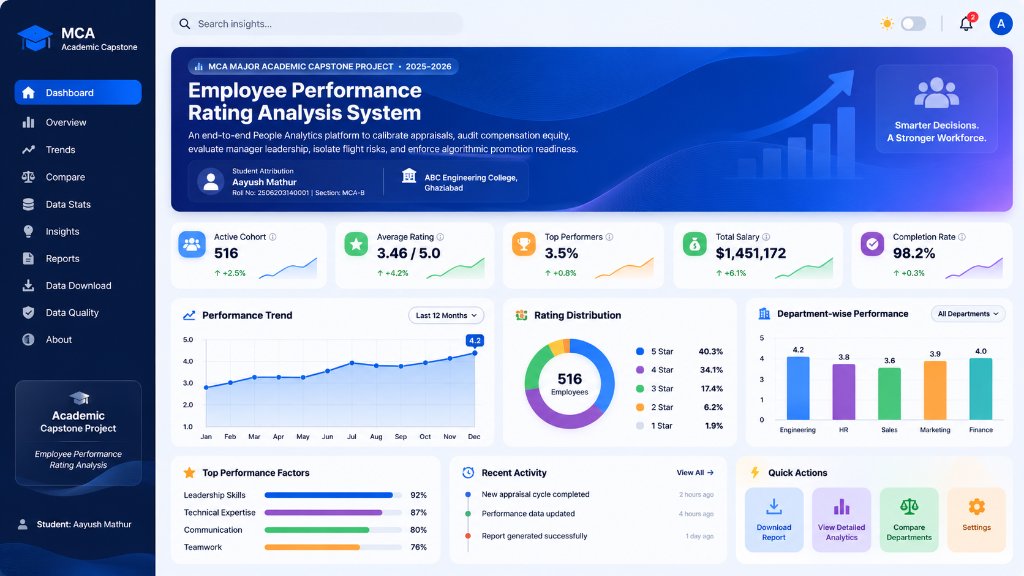 MCA
Academic Capstone
Dashboard
Overview
Trends
Compare
Data Stats
Insights
Reports
Data Download
Data Quality
About
Academic
Capstone Project
Employee Performance
Rating Analysis
Student: Aayush Mathur
Search insights...
2
A
MCA MAJOR ACADEMIC CAPSTONE PROJECT • 2025–2026
Employee Performance
Rating Analysis System
An end-to-end People Analytics platform to calibrate appraisals, audit compensation equity,
evaluate manager leadership, isolate flight risks, and enforce algorithmic promotion readiness.
Student Attribution
Aayush Mathur
Roll No: 2506203140001 | Section: MCA-B
ABC Engineering College,
Ghaziabad
Smarter Decisions.
A Stronger Workforce.
Active Cohort
516
↑ +2.5%
Average Rating
3.46 / 5.0
↑ +4.2%
Top Performers
3.5%
↑ +0.8%
Total Salary
$1,451,172
↑ +6.1%
Completion Rate
98.2%
↑ +0.3%
Performance Trend
Last 12 Months
5.0
4.0
3.0
2.0
1.0
4.2
Jan Feb Mar Apr May Jun Jul Aug Sep Oct Nov Dec
Rating Distribution
516
Employees
5 Star 40.3%
4 Star 34.1%
3 Star 17.4%
2 Star 6.2%
1 Star 1.9%
Department-wise Performance
All Departments
5
4
3
1
0
4.2 3.8 3.6 3.9 4.0
Engineering HR Sales Marketing Finance
Top Performance Factors
Leadership Skills 92%
Technical Expertise 87%
Communication 80%
Teamwork 76%
Recent Activity
View All →
New appraisal cycle completed 2 hours ago
Performance data updated 4 hours ago
Report generated successfully 1 day ago
Quick Actions
Download
Report
View Detailed
Analytics
Compare
Departments
Settings